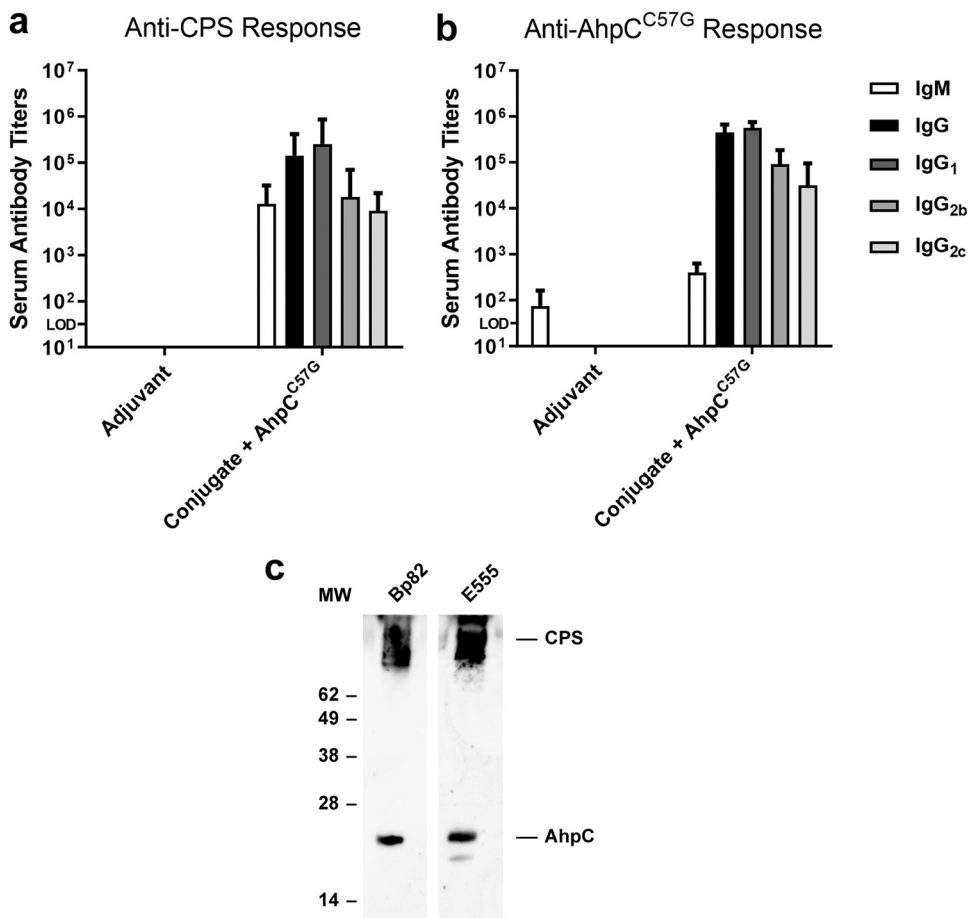 a
Anti-CPS Response
Serum Antibody Titers
10⁷
10⁶
10⁵
10⁴
10³
10²
LOD
10¹
Adjuvant
Conjugate + AhpC^C57G
b
Anti-AhpC^C57G Response
Serum Antibody Titers
10⁷
10⁶
10⁵
10⁴
10³
10²
LOD
10¹
Adjuvant
Conjugate + AhpC^C57G
IgM
IgG
IgG₁
IgG₂b
IgG₂c
c
MW
Bp82
E555
CPS
62
49
38
28
AhpC
14